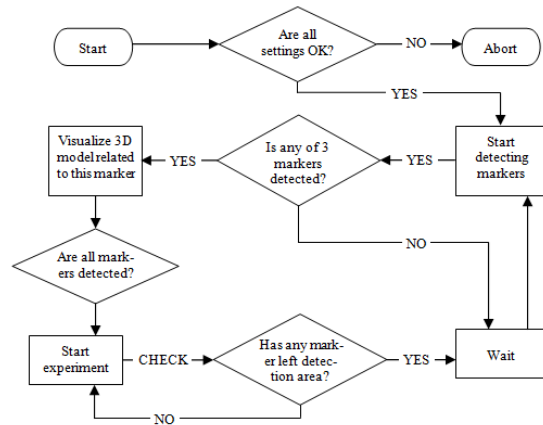 Start
Are all
settings OK?
NO
Abort
YES
Visualize 3D
model related
to this marker
YES
Is any of 3
markers
detected?
YES
Start
detecting
markers
NO
Are all mark-
ers detected?
Start
experiment
CHECK
Has any mark-
er left detec-
tion area?
YES
Wait
NO